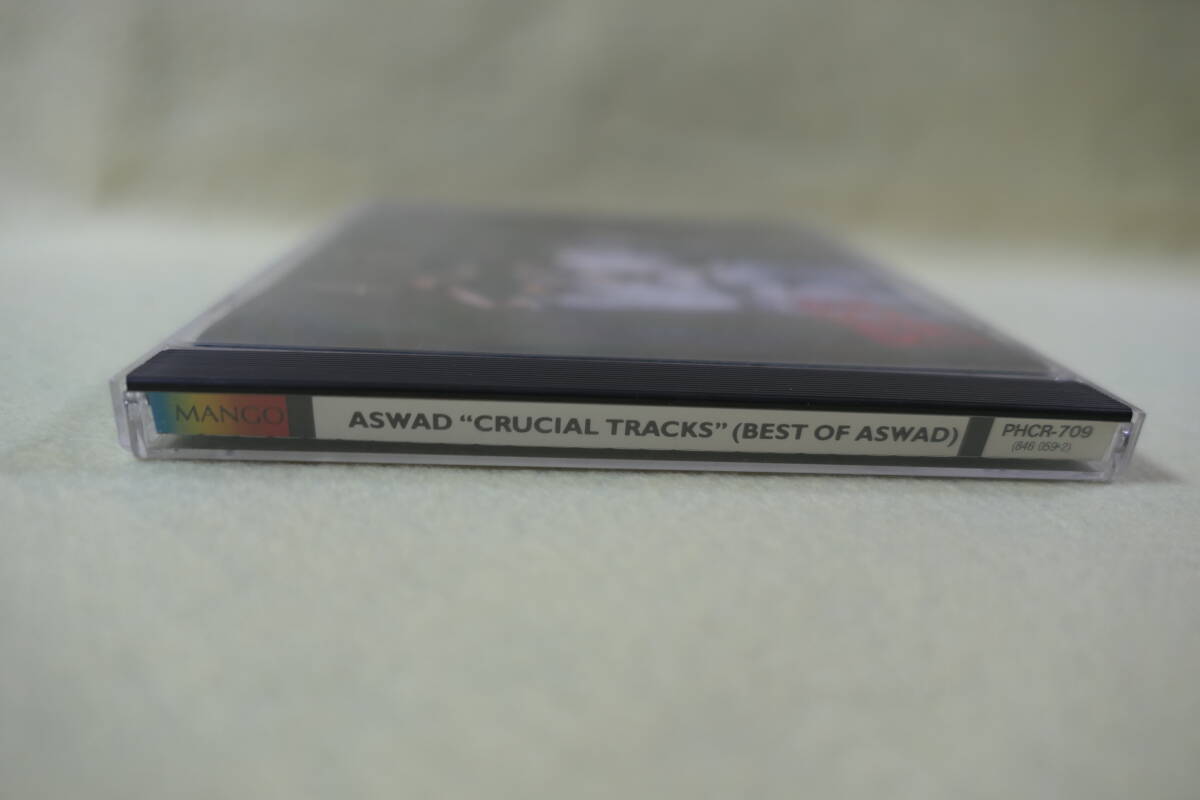 MANGO
ASWAD “CRUCIAL TRACKS” (BEST OF ASWAD)
PHCR-709
(846 059-2)